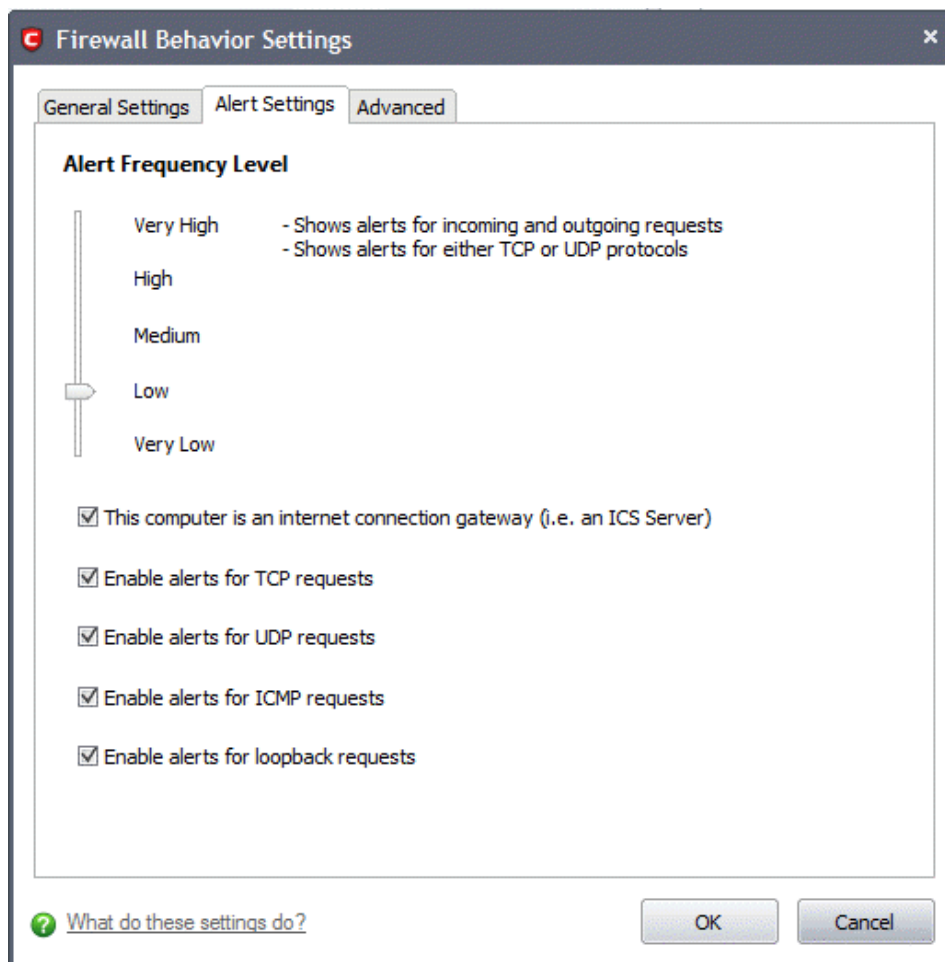 Firewall Behavior Settings
General Settings Alert Settings Advanced
Alert Frequency Level
Very High - Shows alerts for incoming and outgoing requests
- Shows alerts for either TCP or UDP protocols
High
Medium
Low
Very Low
This computer is an internet connection gateway (i.e. an ICS Server)
Enable alerts for TCP requests
Enable alerts for UDP requests
Enable alerts for ICMP requests
Enable alerts for loopback requests
What do these settings do? OK Cancel